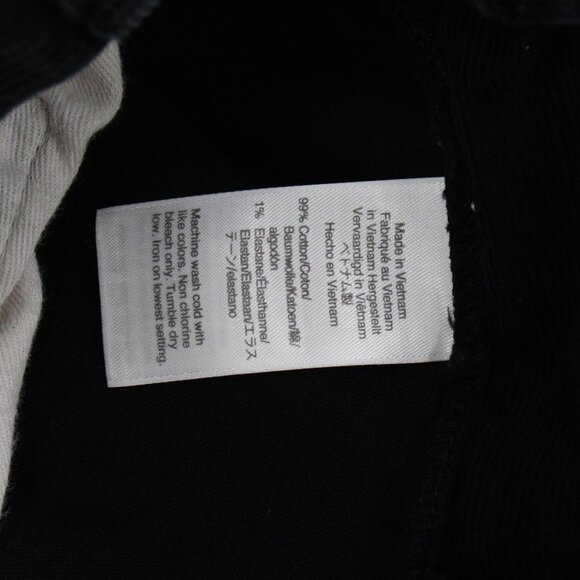 Made in Vietnam
Fabriqué au Vietnam
in Vietnam Hergestellt
ベトナム製
Vervaardigd in Viëtnam
Hecho en Vietnam
99% Cotton/Coton/
Baumwolle/Katoen/綿/
algodón
1% Elastane/Élasthanne/
Elastan/Elasthan/エラス
テーン/elastano
Machine wash cold with
like colors. Non chlorine
bleach only. Tumble dry
low. Iron on lowest setting.